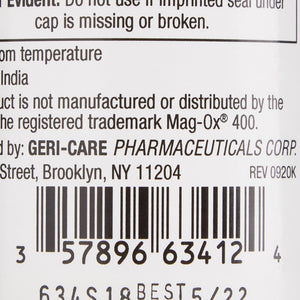 Evident: Do not use if imprinted seal under
cap is missing or broken.
om temperature
India
uct is not manufactured or distributed by the
he registered trademark Mag-Ox® 400.
d by: GERI-CARE PHARMACEUTICALS CORP.
Street, Brooklyn, NY 11204
REV 0920K
3 57896 63412 4
634S18 BEST 5/22